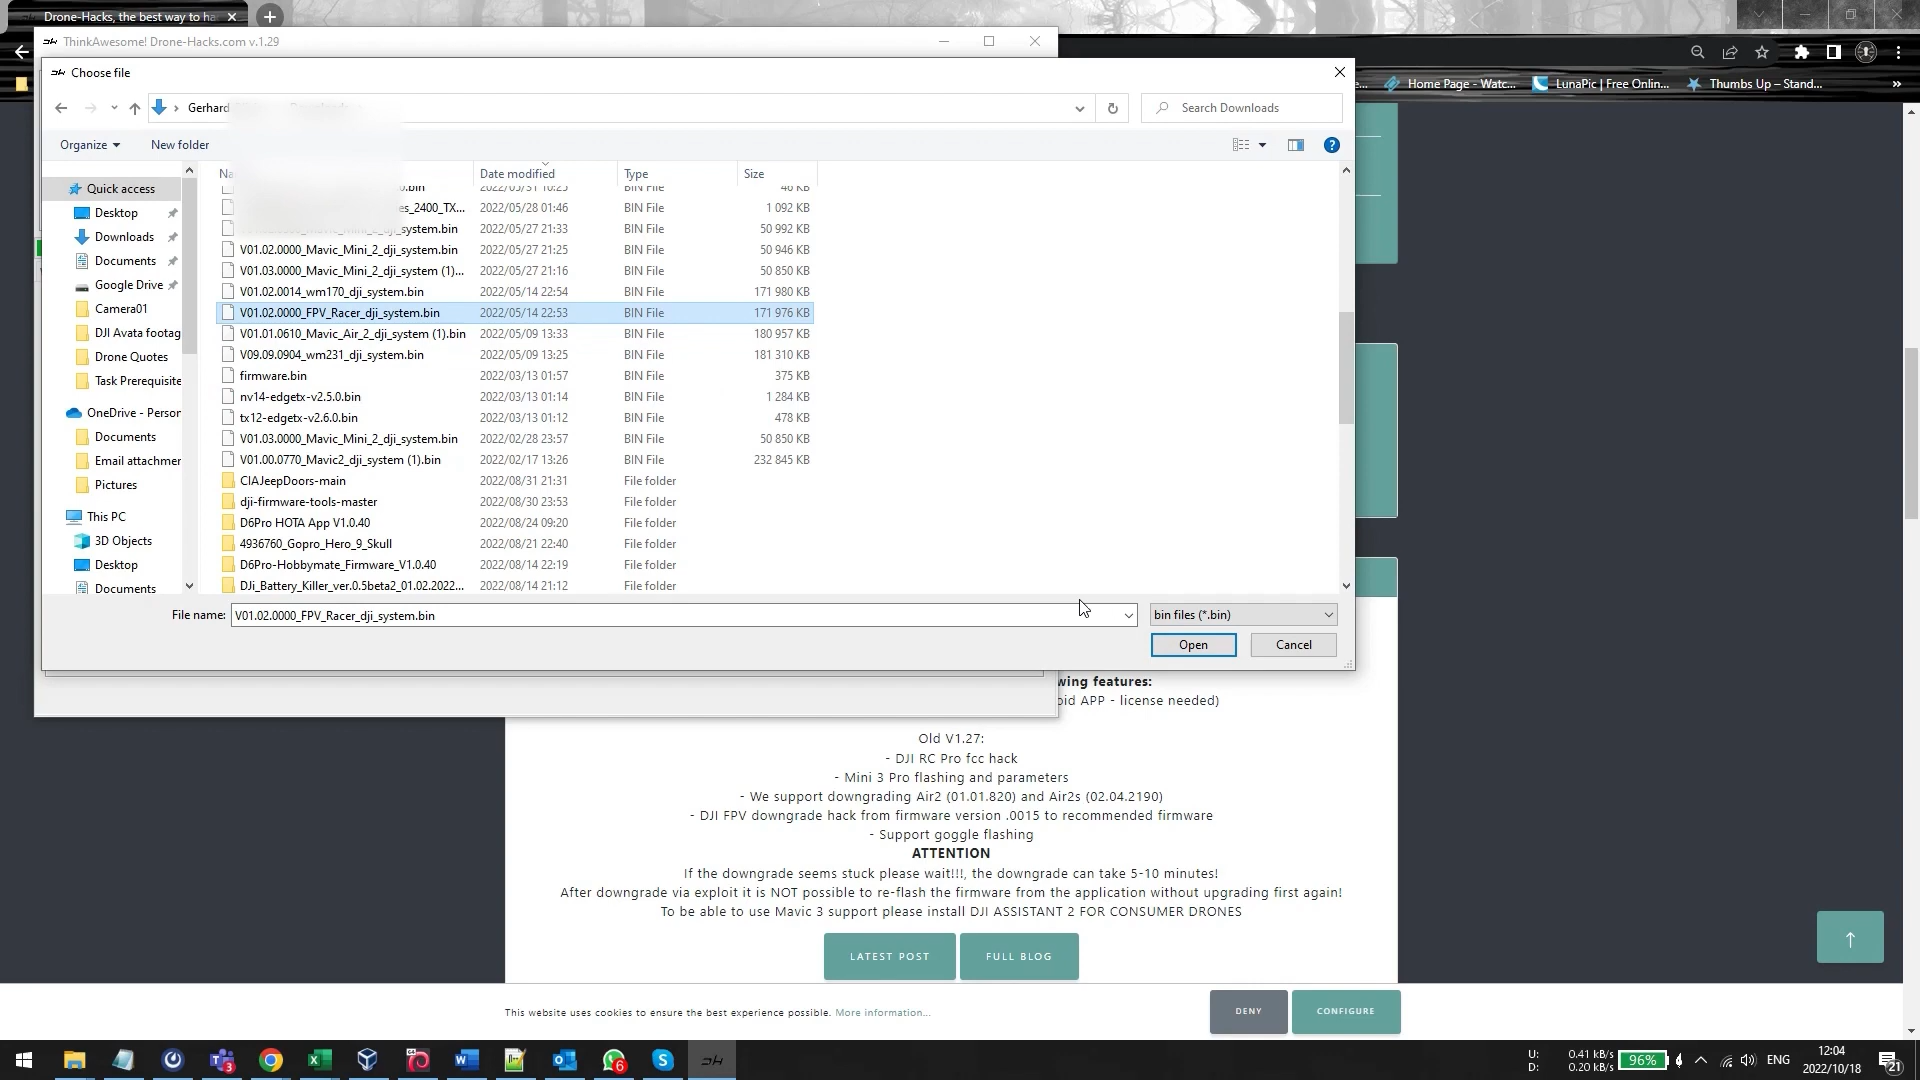 Drone-Hacks, the best way to ha
ThinkAwesome! Drone-Hacks.com v.1.29
Choose file
Home Page - Watc...
LunaPic | Free Onlin...
Thumbs Up – Stand...
Gerhard
Search Downloads
Organize
New folder
Date modified
Type
Size
Quick access
Desktop
Downloads
Documents
Google Drive
Camera01
DJI Avata footag
Drone Quotes
Task Prerequisite
OneDrive - Person
Documents
Email attachmen
Pictures
This PC
3D Objects
Desktop
Documents
0.bin 2022/05/31 10:25 BIN File 46 KB
es_2400_TX... 2022/05/28 01:46 BIN File 1 092 KB
_dji_system.bin 2022/05/27 21:33 BIN File 50 992 KB
V01.02.0000_Mavic_Mini_2_dji_system.bin 2022/05/27 21:25 BIN File 50 946 KB
V01.03.0000_Mavic_Mini_2_dji_system (1)... 2022/05/27 21:16 BIN File 50 850 KB
V01.02.0014_wm170_dji_system.bin 2022/05/14 22:54 BIN File 171 980 KB
V01.02.0000_FPV_Racer_dji_system.bin 2022/05/14 22:53 BIN File 171 976 KB
V01.01.0610_Mavic_Air_2_dji_system (1).bin 2022/05/09 13:33 BIN File 180 957 KB
V09.09.0904_wm231_dji_system.bin 2022/05/09 13:25 BIN File 181 310 KB
firmware.bin 2022/03/13 01:57 BIN File 375 KB
nv14-edgetx-v2.5.0.bin 2022/03/13 01:14 BIN File 1 284 KB
tx12-edgetx-v2.6.0.bin 2022/03/13 01:12 BIN File 478 KB
V01.03.0000_Mavic_Mini_2_dji_system.bin 2022/02/28 23:57 BIN File 50 850 KB
V01.00.0770_Mavic2_dji_system (1).bin 2022/02/17 13:26 BIN File 232 845 KB
CIAJeepDoors-main 2022/08/31 21:31 File folder
dji-firmware-tools-master 2022/08/30 23:53 File folder
D6Pro HOTA App V1.0.40 2022/08/24 09:20 File folder
4936760_Gopro_Hero_9_Skull 2022/08/21 22:40 File folder
D6Pro-Hobbymate_Firmware_V1.0.40 2022/08/14 22:19 File folder
DJi_Battery_Killer_ver.0.5beta2_01.02.2022... 2022/08/14 21:12 File folder
File name: V01.02.0000_FPV_Racer_dji_system.bin
bin files (*.bin)
Open
Cancel
wing features:
oid APP - license needed)
Old V1.27:
- DJI RC Pro fcc hack
- Mini 3 Pro flashing and parameters
- We support downgrading Air2 (01.01.820) and Air2s (02.04.2190)
- DJI FPV downgrade hack from firmware version .0015 to recommended firmware
- Support goggle flashing
ATTENTION
If the downgrade seems stuck please wait!!!, the downgrade can take 5-10 minutes!
After downgrade via exploit it is NOT possible to re-flash the firmware from the application without upgrading first again!
To be able to use Mavic 3 support please install DJI ASSISTANT 2 FOR CONSUMER DRONES
LATEST POST
FULL BLOG
This website uses cookies to ensure the best experience possible. More information...
DENY
CONFIGURE
U: 0.41 kB/s
D: 0.20 kB/s
96%
ENG
12:04
2022/10/18
21
3
6